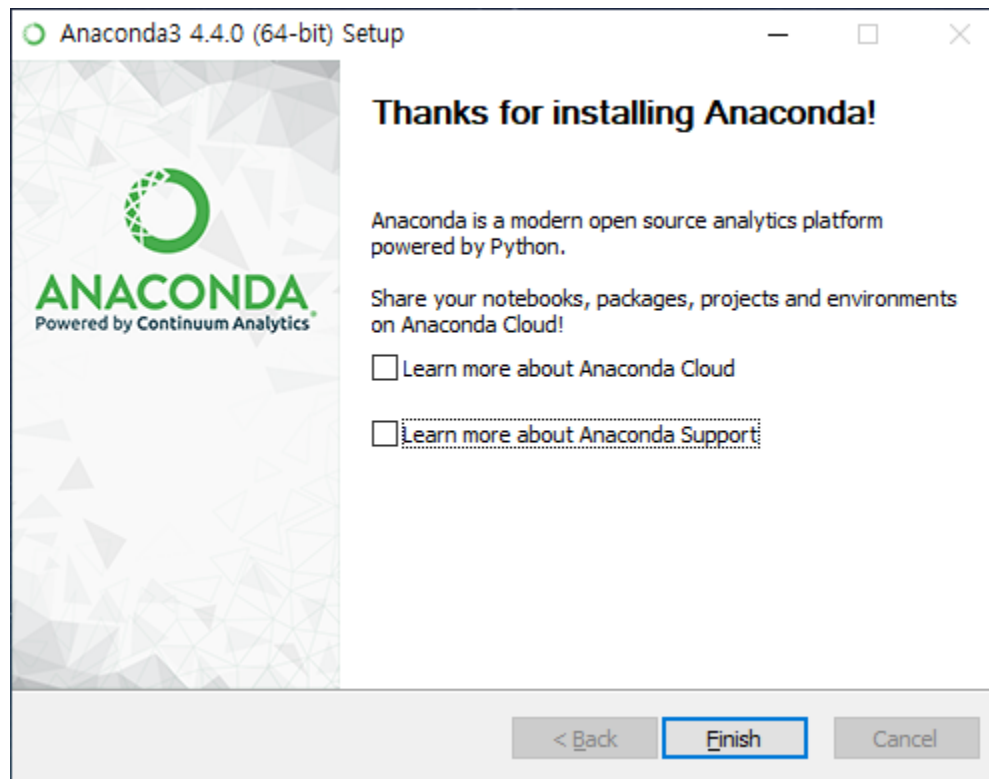 Anaconda3 4.4.0 (64-bit) Setup
Thanks for installing Anaconda!
ANACONDA
Powered by Continuum Analytics
Anaconda is a modern open source analytics platform
powered by Python.
Share your notebooks, packages, projects and environments
on Anaconda Cloud!
Learn more about Anaconda Cloud
Learn more about Anaconda Support
< Back
Finish
Cancel